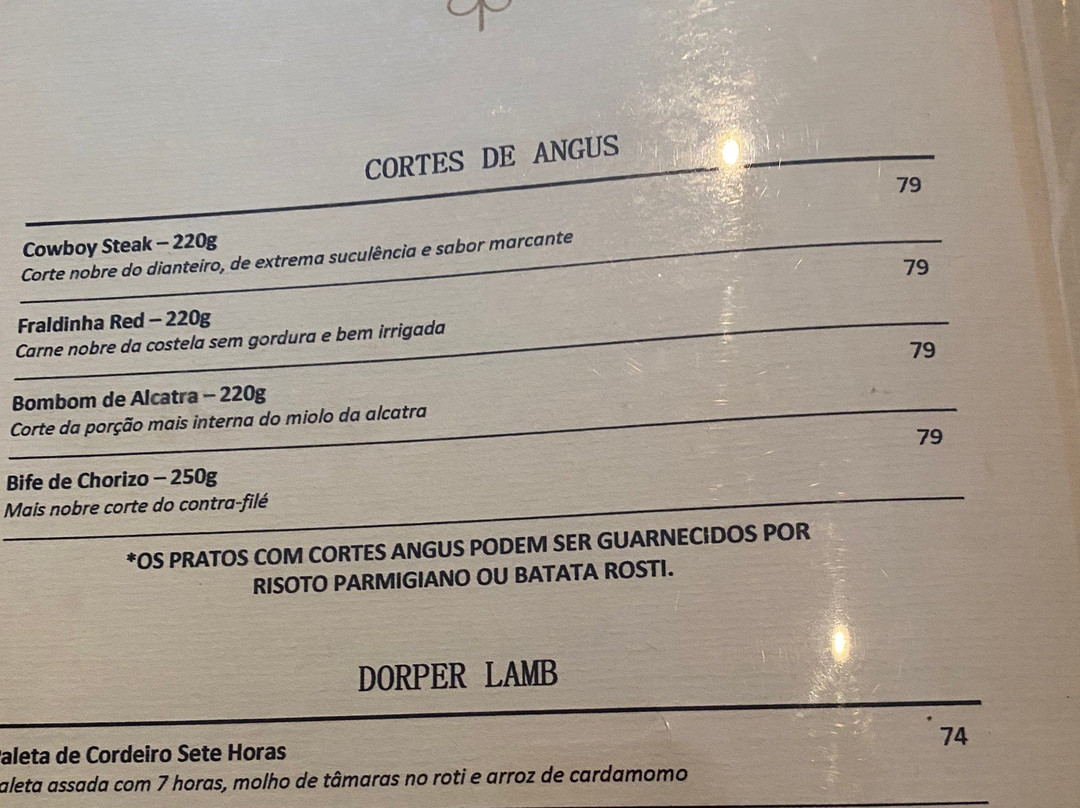 CORTES DE ANGUS
Cowboy Steak – 220g 79
Corte nobre do dianteiro, de extrema suculência e sabor marcante
Fraldinha Red – 220g 79
Carne nobre da costela sem gordura e bem irrigada
Bombom de Alcatra – 220g 79
Corte da porção mais interna do miolo da alcatra
Bife de Chorizo – 250g 79
Mais nobre corte do contra-filé
*OS PRATOS COM CORTES ANGUS PODEM SER GUARNECIDOS POR
RISOTO PARMIGIANO OU BATATA ROSTI.
DORPER LAMB
aleta de Cordeiro Sete Horas 74
aleta assada com 7 horas, molho de tâmaras no roti e arroz de cardamomo